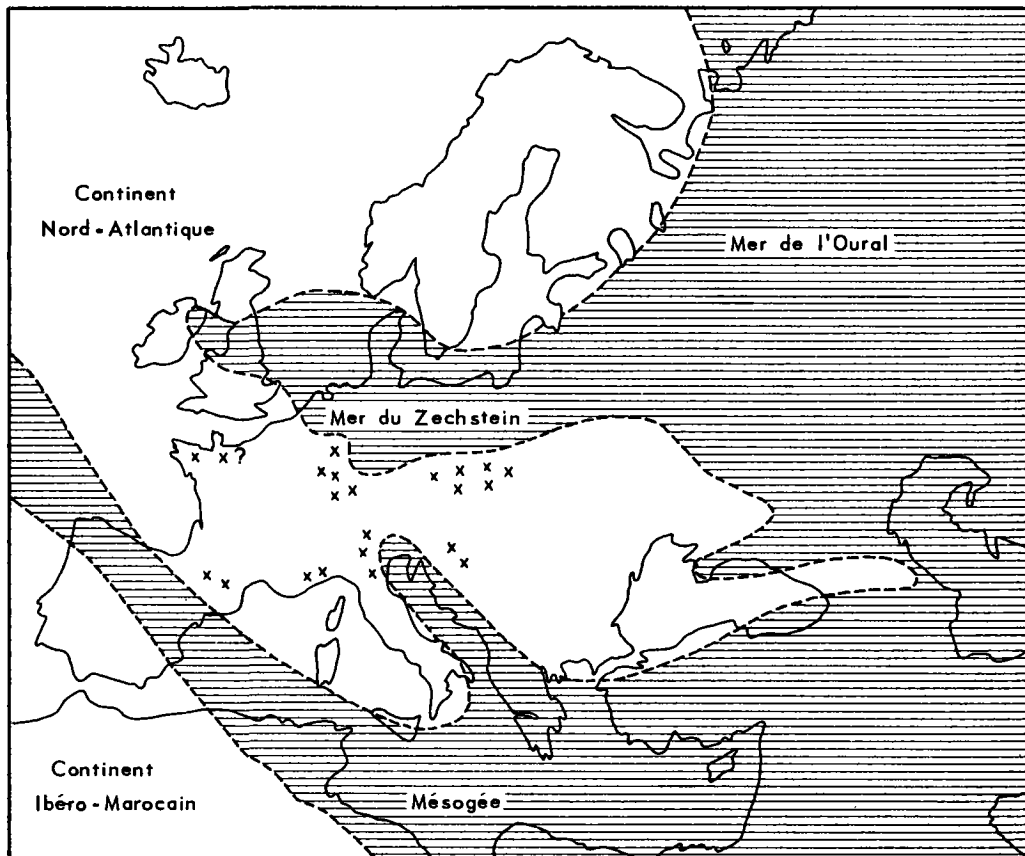 Continent
Nord-Atlantique
Mer de l'Oural
Mer du Zechstein
x x ?
Continent
Ibéro-Marocain
Mésogée